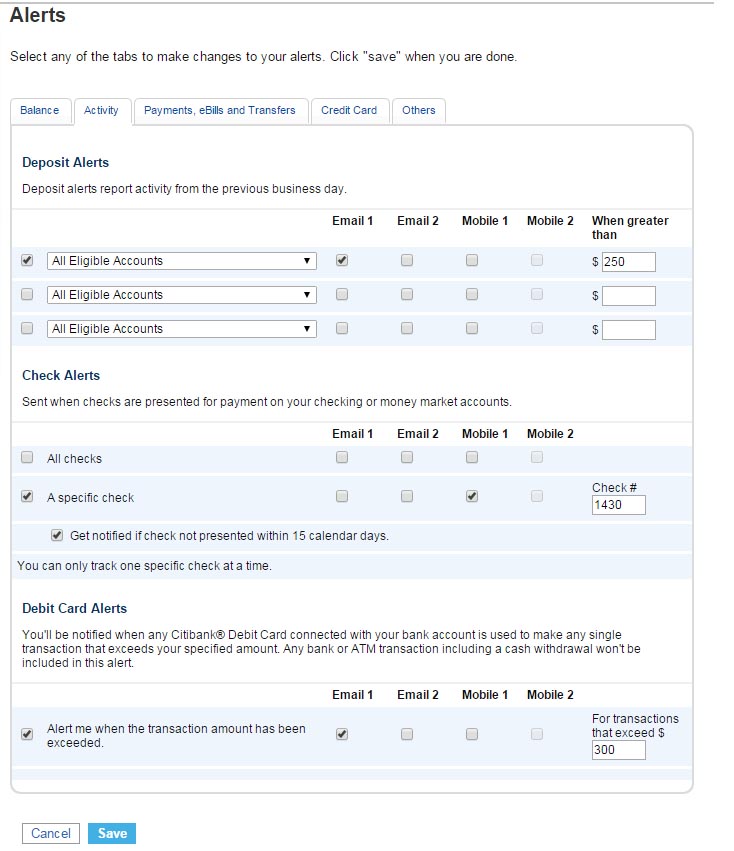 Alerts
Select any of the tabs to make changes to your alerts. Click "save" when you are done.
Balance Activity Payments, eBills and Transfers Credit Card Others
Deposit Alerts
Deposit alerts report activity from the previous business day.
Email 1 Email 2 Mobile 1 Mobile 2 When greater
than
All Eligible Accounts $ 250
All Eligible Accounts $
All Eligible Accounts $
Check Alerts
Sent when checks are presented for payment on your checking or money market accounts.
Email 1 Email 2 Mobile 1 Mobile 2
All checks
Check #
A specific check
1430
Get notified if check not presented within 15 calendar days.
You can only track one specific check at a time.
Debit Card Alerts
You'll be notified when any Citibank® Debit Card connected with your bank account is used to make any single
transaction that exceeds your specified amount. Any bank or ATM transaction including a cash withdrawal won't be
included in this alert.
Email 1 Email 2 Mobile 1 Mobile 2
Alert me when the transaction amount has been
exceeded.
For transactions
that exceed $
300
Cancel Save